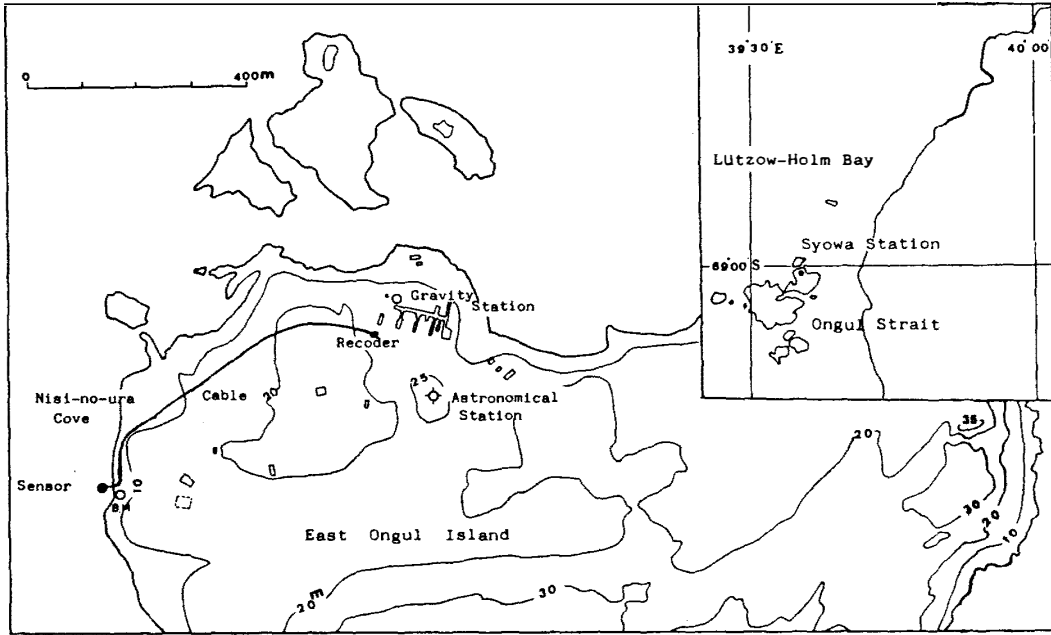 0
400m
39°30'E
40°00'
Lützow-Holm Bay
Syowa Station
69°00'S
Ongul Strait
Gravity
Station
Recoder
25
Nisi-no-ura
Cove
Cable
20
Astronomical
Station
35
20
Sensor
10
BM
30
20
10
East Ongul Island
20m
30